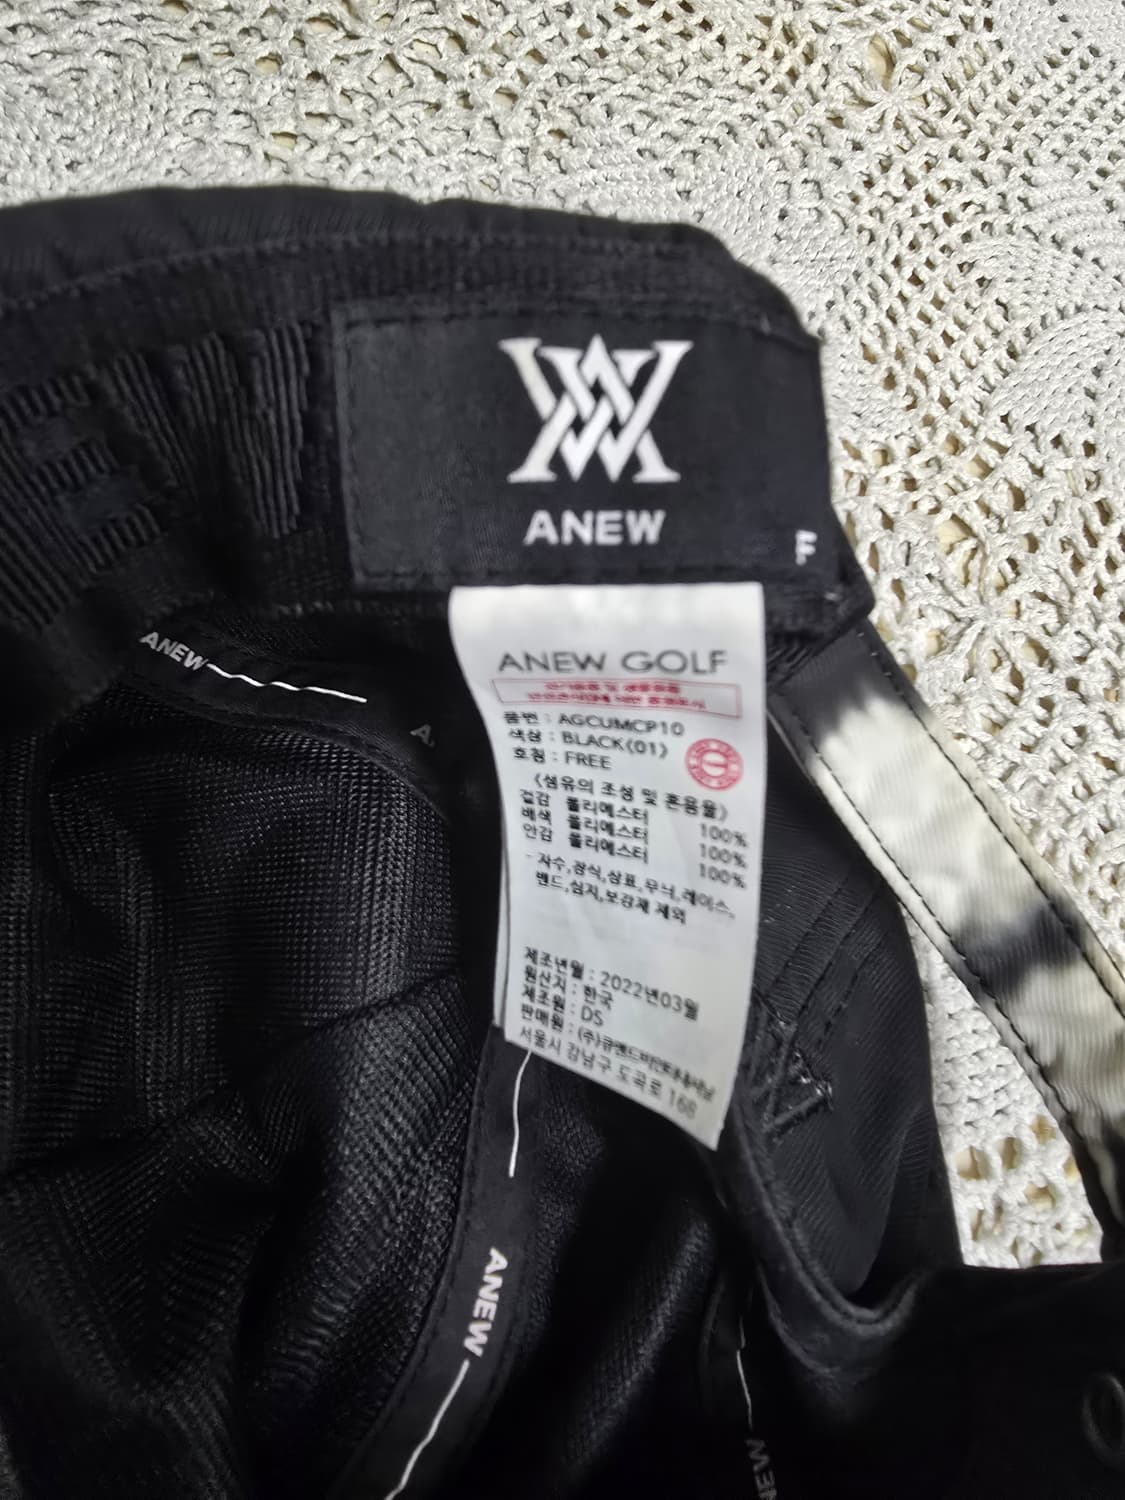 ANEW
F.
ANEW
A.
ANEW GOLF
품번 : AGCUMCP10
색상 : BLACK(01)
호칭 : FREE
〈섬유의 조성 및 혼용율〉
겉감 폴리에스터 100%
배색 폴리에스터 100%
안감 폴리에스터 100%
- 자수,장식,상표,무늬,레이스,
밴드,심지,보강재 제외
제조년월 : 2022년03월
원산지 : 한국
제조원 : DS
판매원 : (주)
서울시 강남구 도곡로 168
ANEW